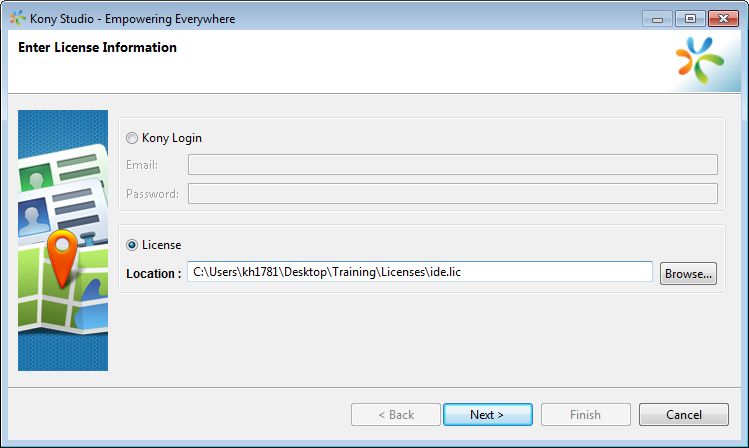 Kony Studio - Empowering Everywhere
Enter License Information
Kony Login
Email:
Password:
License
Location : C:\Users\kh1781\Desktop\Training\Licenses\ide.lic Browse...
< Back Next > Finish Cancel